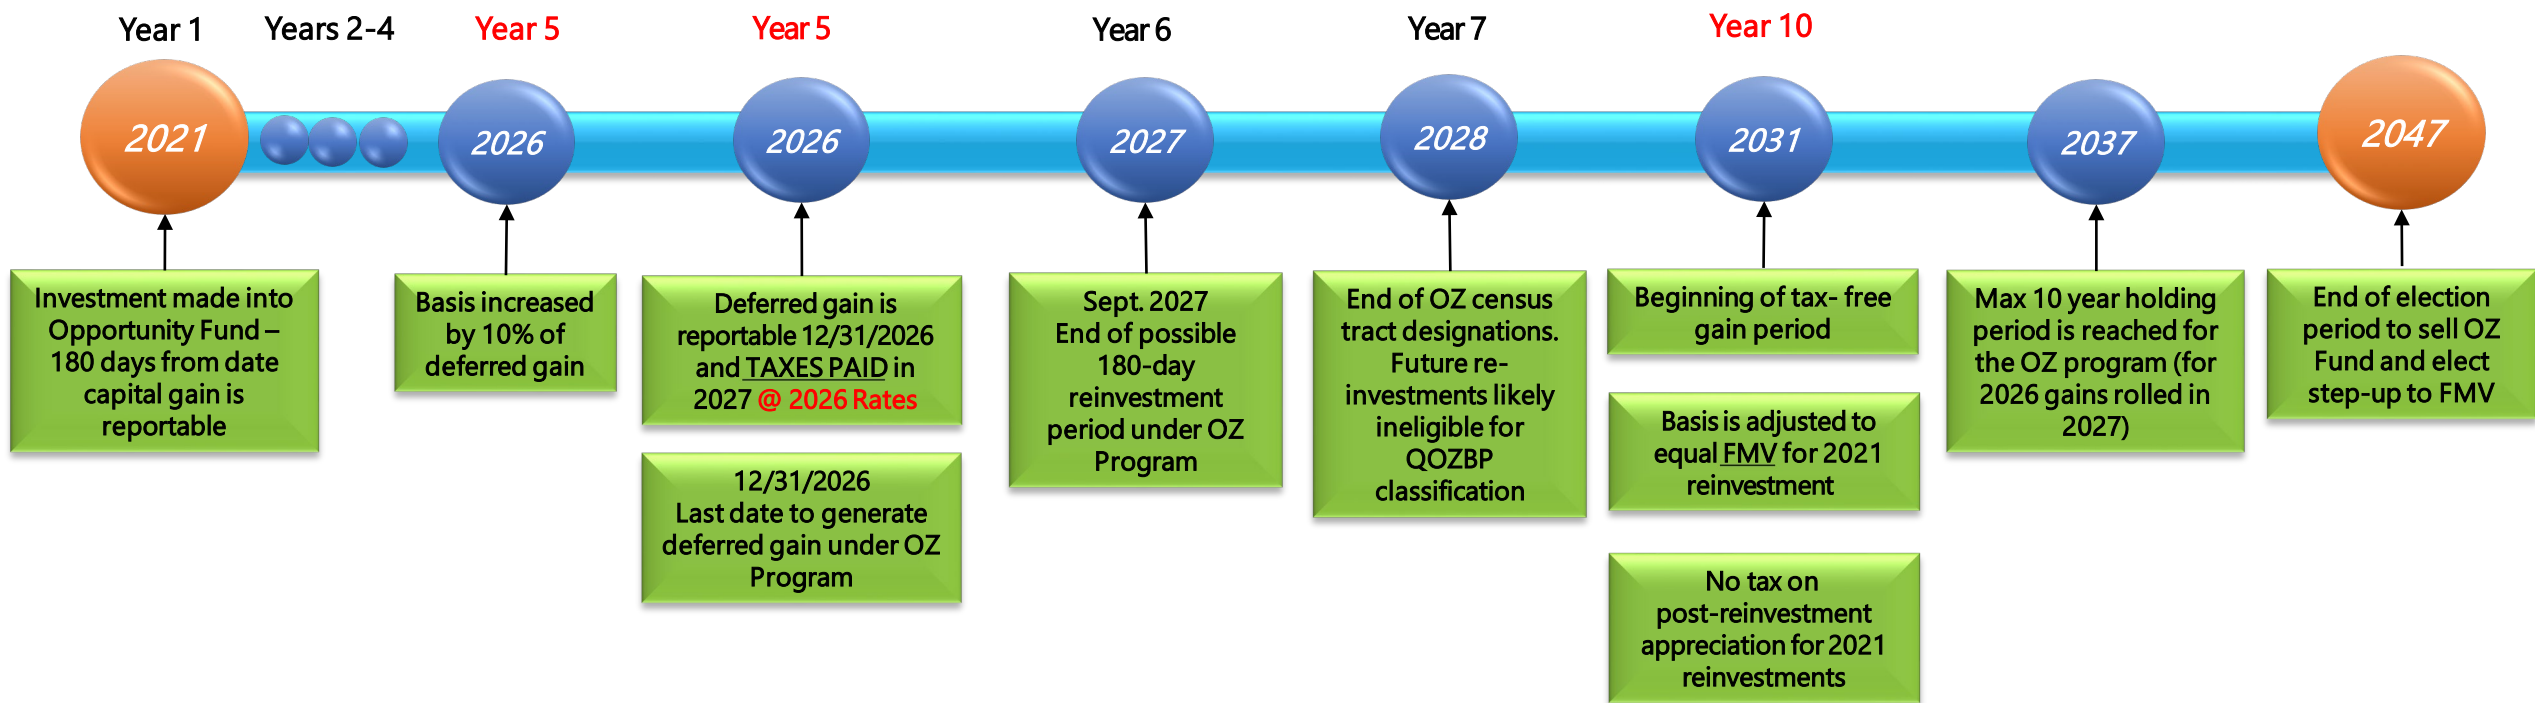 Year 1
Years 2-4
Year 5
Year 5
Year 6
Year 7
Year 10
2021
2026
2026
2027
2028
2031
2037
2047
Investment made into
Opportunity Fund –
180 days from date
capital gain is
reportable
Basis increased
by 10% of
deferred gain
Deferred gain is
reportable 12/31/2026
and TAXES PAID in
2027 @ 2026 Rates
12/31/2026
Last date to generate
deferred gain under OZ
Program
Sept. 2027
End of possible
180-day
reinvestment
period under OZ
Program
End of OZ census
tract designations.
Future re-
investments likely
ineligible for
QOZBP
classification
Beginning of tax- free
gain period
Basis is adjusted to
equal FMV for 2021
reinvestment
No tax on
post-reinvestment
appreciation for 2021
reinvestments
Max 10 year holding
period is reached for
the OZ program (for
2026 gains rolled in
2027)
End of election
period to sell OZ
Fund and elect
step-up to FMV